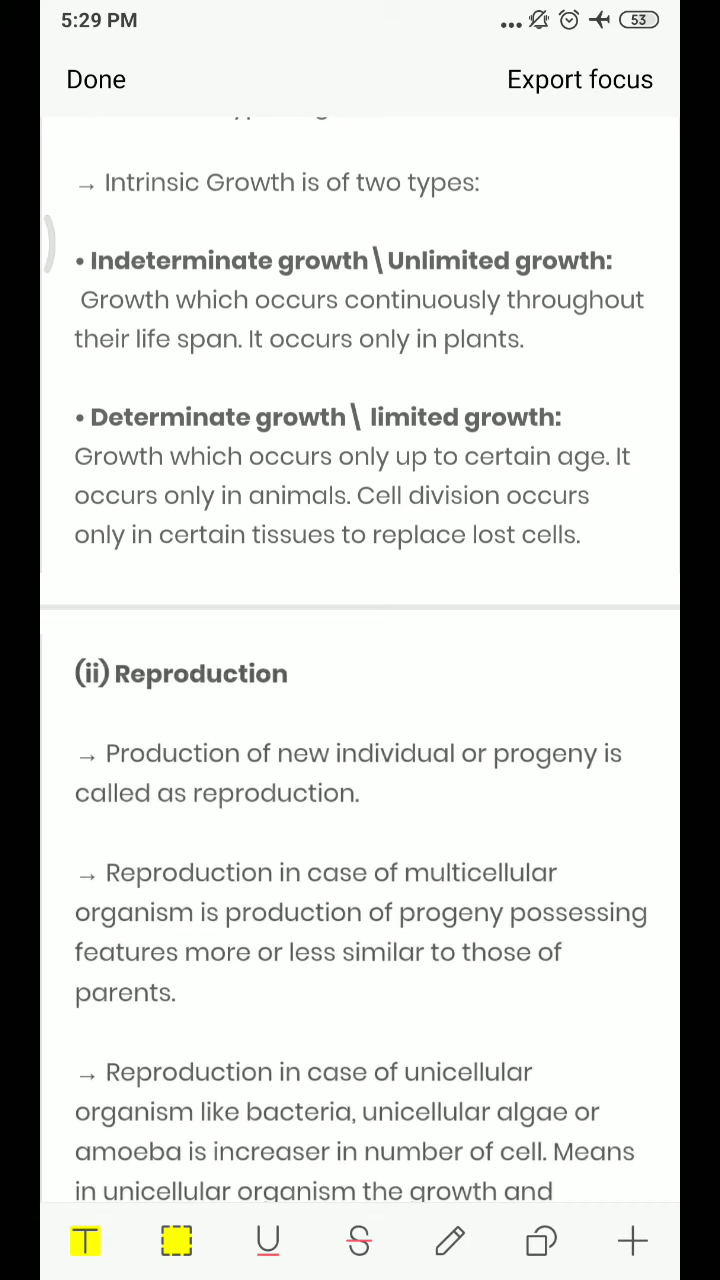 5:29 PM
53
Done
Export focus
→ Intrinsic Growth is of two types:
• Indeterminate growth\Unlimited growth:
Growth which occurs continuously throughout
their life span. It occurs only in plants.
• Determinate growth\ limited growth:
Growth which occurs only up to certain age. It
occurs only in animals. Cell division occurs
only in certain tissues to replace lost cells.
(ii) Reproduction
→ Production of new individual or progeny is
called as reproduction.
→ Reproduction in case of multicellular
organism is production of progeny possessing
features more or less similar to those of
parents.
→ Reproduction in case of unicellular
organism like bacteria, unicellular algae or
amoeba is increaser in number of cell. Means
in unicellular organism the growth and
T
U
S